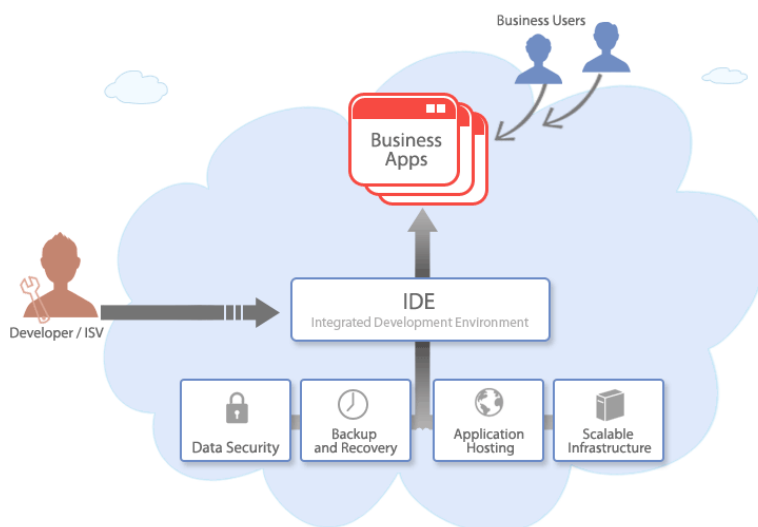 Business Users
Business
Apps
IDE
Integrated Development Environment
Developer / ISV
Data Security
Backup
and Recovery
Application
Hosting
Scalable
Infrastructure